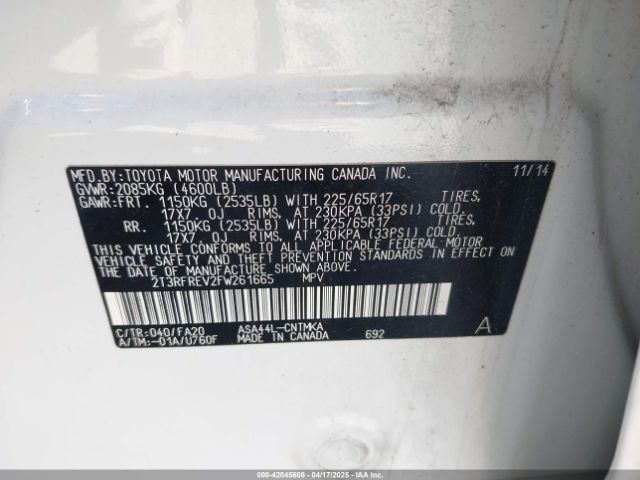 MFD.BY:TOYOTA MOTOR MANUFACTURING CANADA INC. 11/14
GVWR:2085KG (4600LB)
GAWR:FRT. 1150KG (2535LB) WITH 225/65R17 TIRES,
17X7 0J RIMS, AT 230KPA (33PSI) COLD.
RR. 1150KG (2535LB) WITH 225/65R17 TIRES,
17X7 0J RIMS, AT 230KPA (33PSI) COLD.
THIS VEHICLE CONFORMS TO ALL APPLICABLE FEDERAL MOTOR
VEHICLE SAFETY AND THEFT PREVENTION STANDARDS IN EFFECT ON
THE DATE OF MANUFACTURE SHOWN ABOVE.
2T3RFREV2FW261665 MPV
C/TR:040/FA20 ASA44L-CNTMKA A
A/TM:-01A/U760F MADE IN CANADA 692
000-42045608 - 04/17/2025 - IAA Inc.